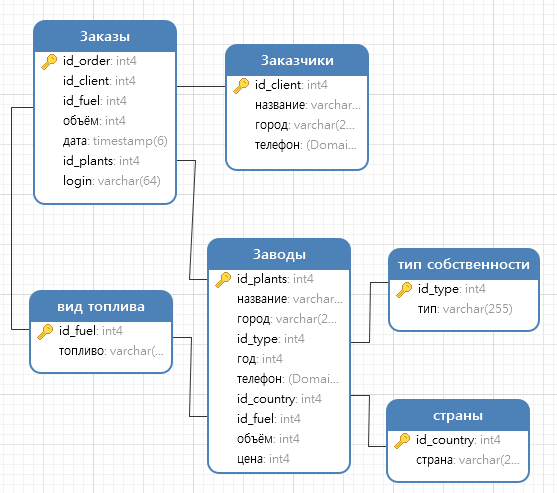 Заказы
id_order: int4
id_client: int4
id_fuel: int4
объём: int4
дата: timestamp(6)
id_plants: int4
login: varchar(64)
Заказчики
id_client: int4
название: varchar...
город: varchar(2...
телефон: (Domai...
Заводы
id_plants: int4
название: varchar...
город: varchar(2...
id_type: int4
год: int4
телефон: (Domai...
id_country: int4
id_fuel: int4
объём: int4
цена: int4
тип собственности
id_type: int4
тип: varchar(255)
вид топлива
id_fuel: int4
топливо: varchar(...
страны
id_country: int4
страна: varchar(2...